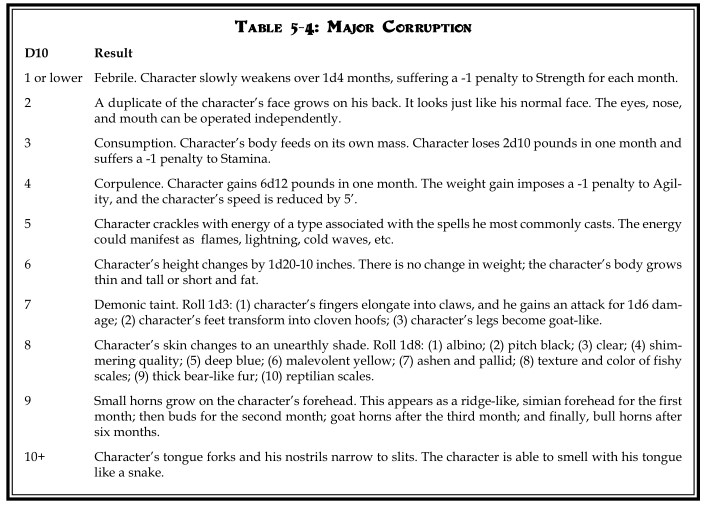 TABLE 5-4: MAJOR CORRUPTION
D10 Result
1 or lower Febrile. Character slowly weakens over 1d4 months, suffering a -1 penalty to Strength for each month.
2 A duplicate of the character's face grows on his back. It looks just like his normal face. The eyes, nose,
and mouth can be operated independently.
3 Consumption. Character's body feeds on its own mass. Character loses 2d10 pounds in one month and
suffers a -1 penalty to Stamina.
4 Corpulence. Character gains 6d12 pounds in one month. The weight gain imposes a -1 penalty to Agil-
ity, and the character's speed is reduced by 5'.
5 Character crackles with energy of a type associated with the spells he most commonly casts. The energy
could manifest as flames, lightning, cold waves, etc.
6 Character's height changes by 1d20-10 inches. There is no change in weight; the character's body grows
thin and tall or short and fat.
7 Demonic taint. Roll 1d3: (1) character's fingers elongate into claws, and he gains an attack for 1d6 dam-
age; (2) character's feet transform into cloven hoofs; (3) character's legs become goat-like.
8 Character's skin changes to an unearthly shade. Roll 1d8: (1) albino; (2) pitch black; (3) clear; (4) shim-
mering quality; (5) deep blue; (6) malevolent yellow; (7) ashen and pallid; (8) texture and color of fishy
scales; (9) thick bear-like fur; (10) reptilian scales.
9 Small horns grow on the character's forehead. This appears as a ridge-like, simian forehead for the first
month; then buds for the second month; goat horns after the third month; and finally, bull horns after
six months.
10+ Character's tongue forks and his nostrils narrow to slits. The character is able to smell with his tongue
like a snake.